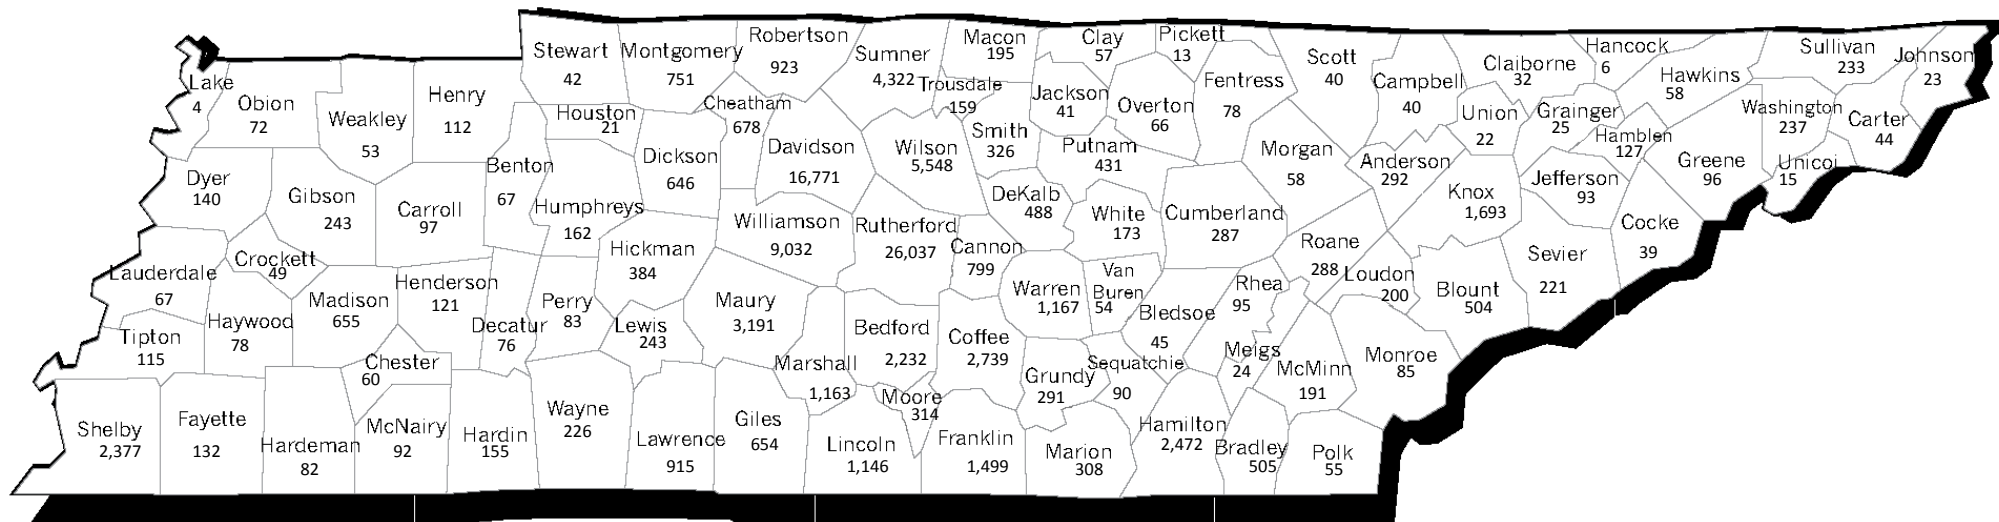 Lake
4
Obion
72
Weakley
53
Henry
112
Stewart
42
Montgomery
751
Robertson
923
Sumner
4,322
Macon
195
Clay
57
Pickett
13
Scott
40
Campbell
40
Claiborne
32
Hancock
6
Hawkins
58
Sullivan
233
Johnson
23
Houston
21
Cheatham
678
Trousdale
159
Jackson
41
Overton
66
Fentress
78
Union
22
Grainger
25
Hamblen
127
Washington
237
Carter
44
Dyer
140
Gibson
243
Carroll
97
Benton
67
Humphreys
162
Dickson
646
Davidson
16,771
Wilson
5,548
Smith
326
Putnam
431
Morgan
58
Anderson
292
Knox
1,693
Jefferson
93
Greene
96
Unicoi
15
Lauderdale
67
Crockett
49
Haywood
78
Madison
655
Henderson
121
Decatur
76
Perry
83
Hickman
384
Lewis
243
Williamson
9,032
Maury
3,191
Rutherford
26,037
Cannon
799
DeKalb
488
White
173
Cumberland
287
Roane
288
Loudon
200
Blount
504
Sevier
221
Cocke
39
Tipton
115
Chester
60
Marshall
1,163
Bedford
2,232
Coffee
2,739
Warren
1,167
Van
Buren
54
Bledsoe
45
Rhea
95
Meigs
24
McMinn
191
Monroe
85
Shelby
2,377
Fayette
132
Hardeman
82
McNairy
92
Hardin
155
Wayne
226
Lawrence
915
Giles
654
Lincoln
1,146
Moore
314
Franklin
1,499
Grundy
291
Sequatchie
90
Marion
308
Hamilton
2,472
Bradley
505
Polk
55